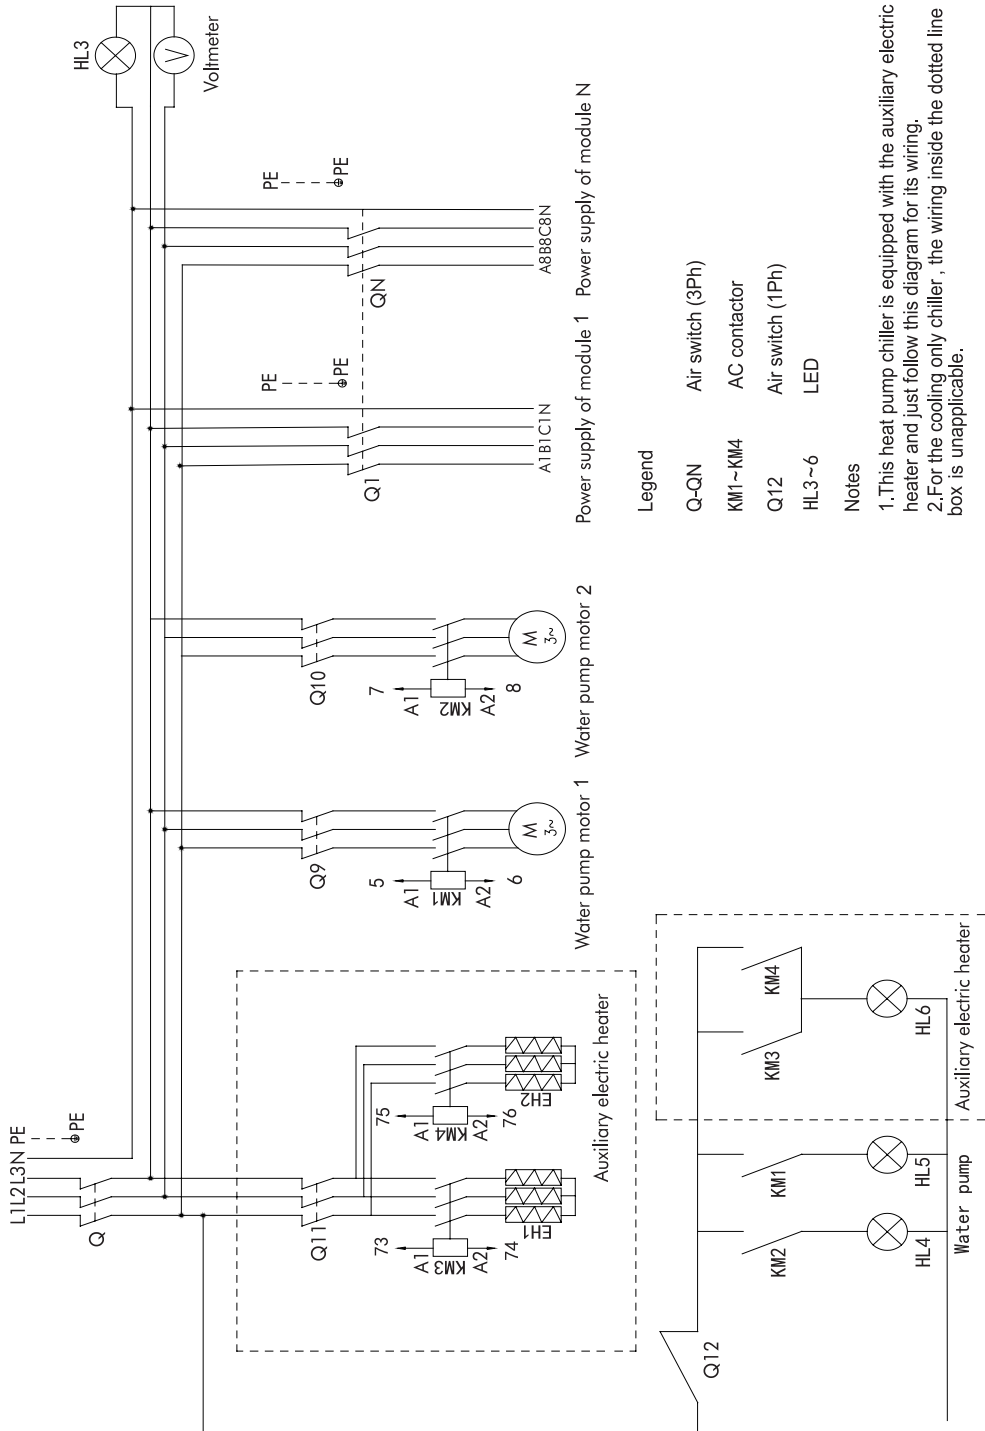 L1L2L3N PE
PE
Q
HL3
Voltmeter
Q11
73
A1
KM3
A2
74
EH1
75
A1
KM4
A2
76
EH2
Auxiliary electric heater
Q9
5
A1
KM1
A2
6
M
3~
Water pump motor 1
Q10
7
A1
KM2
A2
8
M
3~
Water pump motor 2
Q1
PE
PE
A1B1C1N
Power supply of module 1
QN
PE
PE
A8B8C8N
Power supply of module N
Q12
KM2
HL4
KM1
HL5
Water pump
KM3
KM4
HL6
Auxiliary electric heater
Legend
Q-QN Air switch (3Ph)
KM1~KM4 AC contactor
Q12 Air switch (1Ph)
HL3~6 LED
Notes
1.This heat pump chiller is equipped with the auxiliary electric
heater and just follow this diagram for its wiring.
2.For the cooling only chiller , the wiring inside the dotted line
box is unapplicable.
V